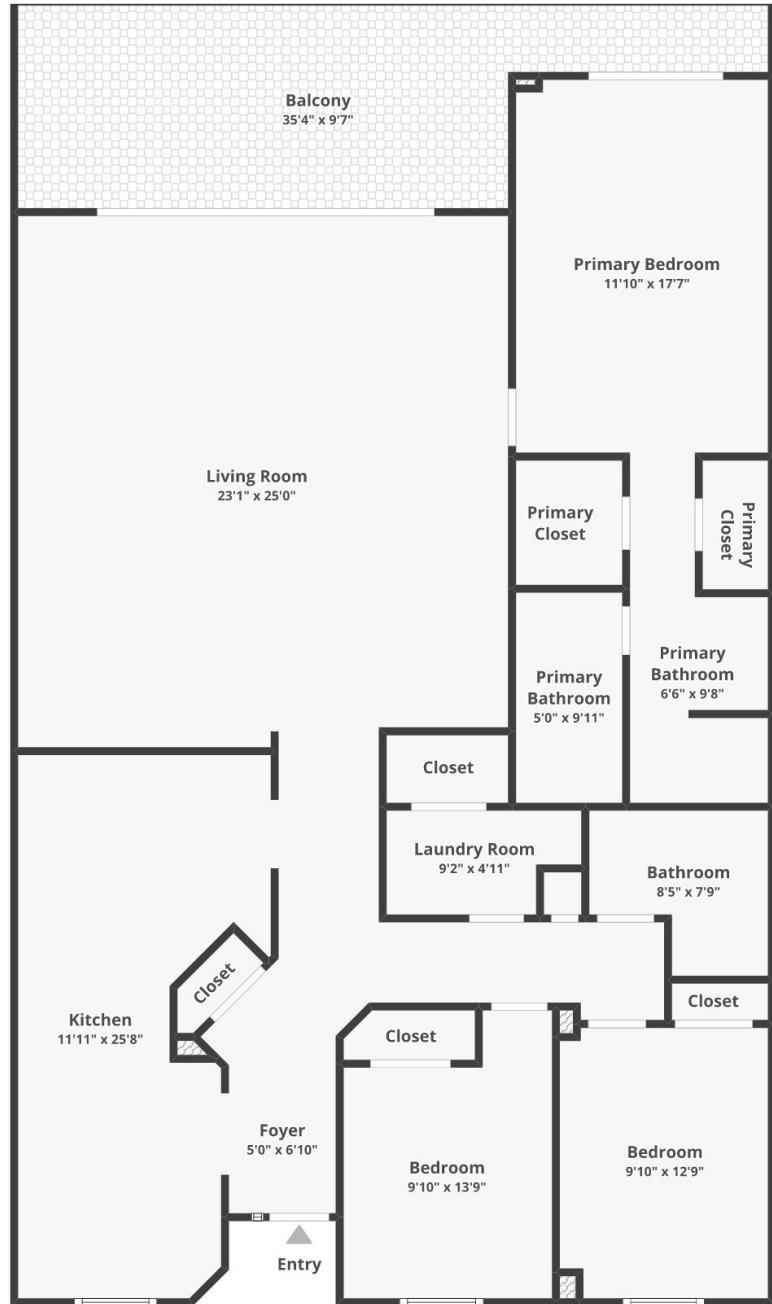 Balcony
35'4" x 9'7"
Primary Bedroom
11'10" x 17'7"
Living Room
23'1" x 25'0"
Primary
Closet
Primary
Closet
Primary
Bathroom
5'0" x 9'11"
Primary
Bathroom
6'6" x 9'8"
Closet
Laundry Room
9'2" x 4'11"
Bathroom
8'5" x 7'9"
Closet
Closet
Kitchen
11'11" x 25'8"
Closet
Foyer
5'0" x 6'10"
Bedroom
9'10" x 13'9"
Bedroom
9'10" x 12'9"
Entry